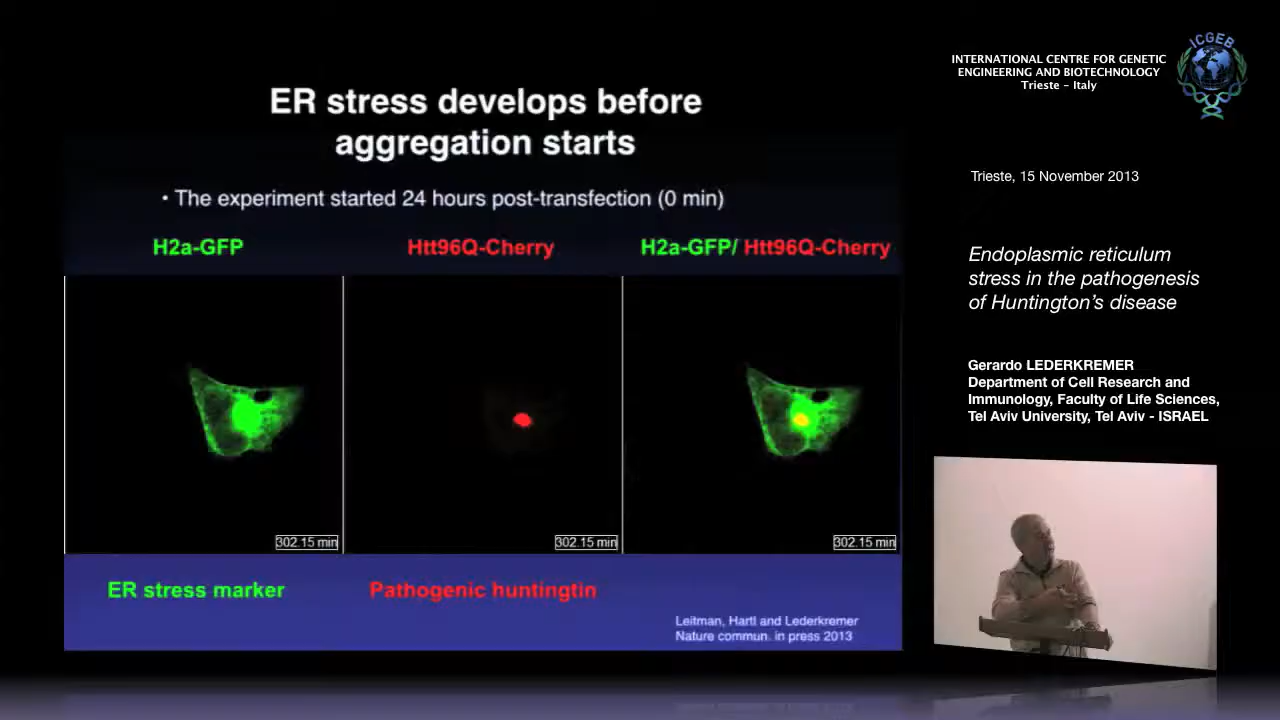 ER stress develops before
aggregation starts
• The experiment started 24 hours post-transfection (0 min)
H2a-GFP
Htt96Q-Cherry
H2a-GFP/ Htt96Q-Cherry
302.15 min
302.15 min
302.15 min
ER stress marker
Pathogenic huntingtin
Leitman, Hartl and Lederkremer
Nature commun. in press 2013
INTERNATIONAL CENTRE FOR GENETIC
ENGINEERING AND BIOTECHNOLOGY
Trieste - Italy
ICGEB
Trieste, 15 November 2013
Endoplasmic reticulum
stress in the pathogenesis
of Huntington's disease
Gerardo LEDERKREMER
Department of Cell Research and
Immunology, Faculty of Life Sciences,
Tel Aviv University, Tel Aviv - ISRAEL